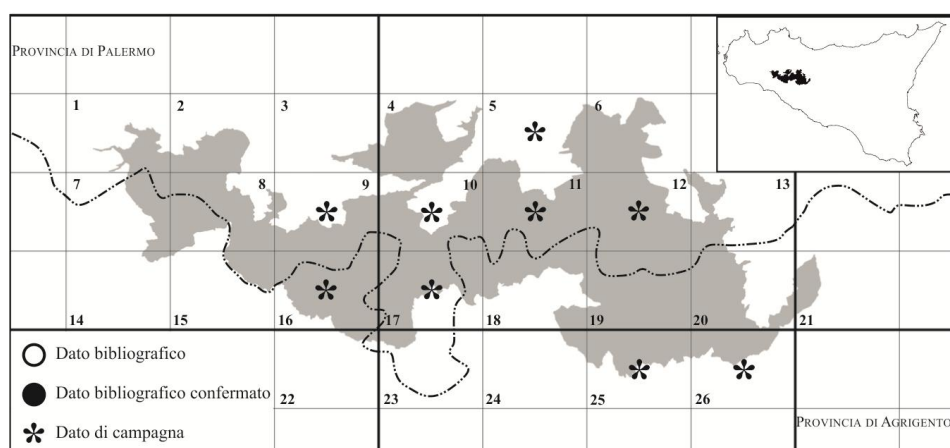 PROVINCIA DI PALERMO
1 2 3 4 5 6
7 8 9 10 11 12 13
14 15 16 17 18 19 20 21
Dato bibliografico
Dato bibliografico confermato
22 23 24 25 26
Dato di campagna
PROVINCIA DI AGRIGENTO